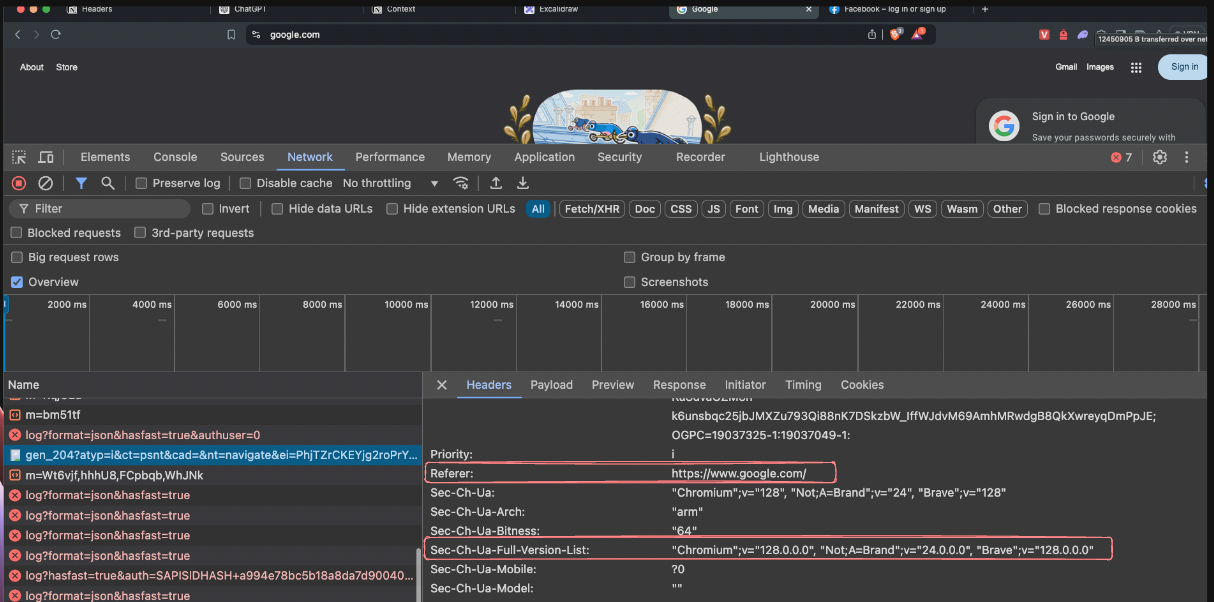 Headers ChatGPT Context Excalidraw Google Facebook – log in or sign up
google.com
12450905 B transferred over net
About Store Gmail Images Sign in
Sign in to Google
Save your passwords securely with
Elements Console Sources Network Performance Memory Application Security Recorder Lighthouse 7
Preserve log Disable cache No throttling
Filter Invert Hide data URLs Hide extension URLs All Fetch/XHR Doc CSS JS Font Img Media Manifest WS Wasm Other Blocked response cookies
Blocked requests 3rd-party requests
Big request rows Group by frame
Overview Screenshots
2000 ms 4000 ms 6000 ms 8000 ms 10000 ms 12000 ms 14000 ms 16000 ms 18000 ms 20000 ms 22000 ms 24000 ms 26000 ms 28000 ms
Name
m=bm51tf
log?format=json&hasfast=true&authuser=0
gen_204?atyp=i&ct=psnt&cad=&nt=navigate&ei=PhjTZrCKEYjg2roPrY...
m=Wt6vjf,hhhU8,FCpbqb,WhJNk
log?format=json&hasfast=true
log?format=json&hasfast=true
log?format=json&hasfast=true
log?format=json&hasfast=true
log?hasfast=true&auth=SAPISIDHASH+a994e78bc5b18a8da7d90040...
log?format=json&hasfast=true
Headers Payload Preview Response Initiator Timing Cookies
k6unsbqc25jbJMXZu793Qi88nK7DSkzbW_IffWJdvM69AmhMRwdgB8QkXwreyqDmPpJE;
OGPC=19037325-1:19037049-1:
Priority: i
Referer: https://www.google.com/
Sec-Ch-Ua: "Chromium";v="128", "Not;A=Brand";v="24", "Brave";v="128"
Sec-Ch-Ua-Arch: "arm"
Sec-Ch-Ua-Bitness: "64"
Sec-Ch-Ua-Full-Version-List: "Chromium";v="128.0.0.0", "Not;A=Brand";v="24.0.0.0", "Brave";v="128.0.0.0"
Sec-Ch-Ua-Mobile: ?0
Sec-Ch-Ua-Model: ""